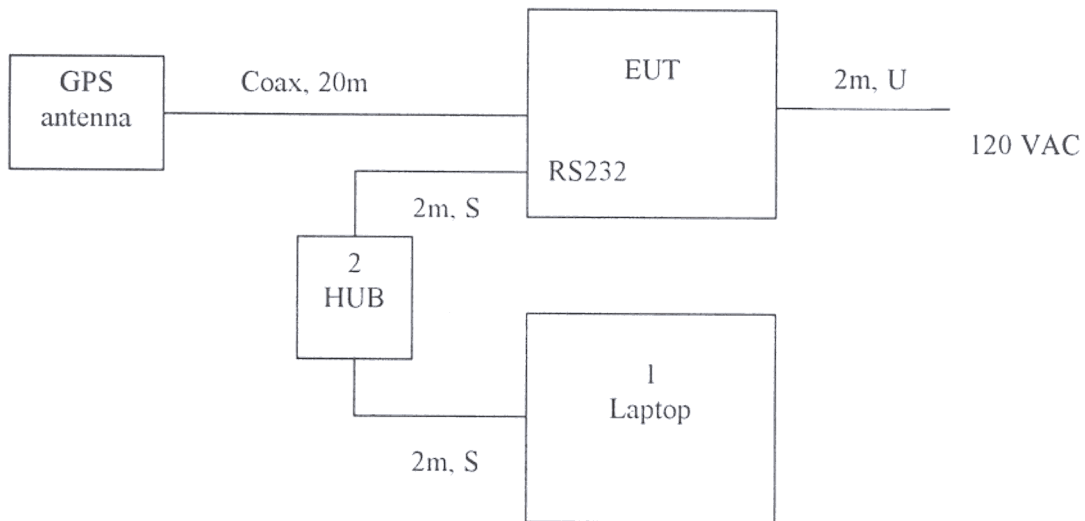 GPS
antenna
Coax, 20m
EUT
2m, U
120 VAC
RS232
2m, S
2
HUB
1
Laptop
2m, S